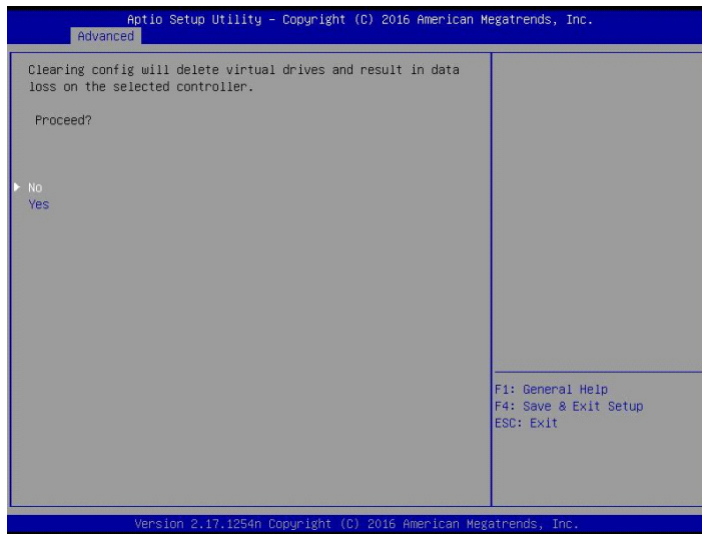 Aptio Setup Utility – Copyright (C) 2016 American Megatrends, Inc.
Advanced
Clearing config will delete virtual drives and result in data
loss on the selected controller.
Proceed?
No
Yes
F1: General Help
F4: Save & Exit Setup
ESC: Exit
Version 2.17.1254n Copyright (C) 2016 American Megatrends, Inc.